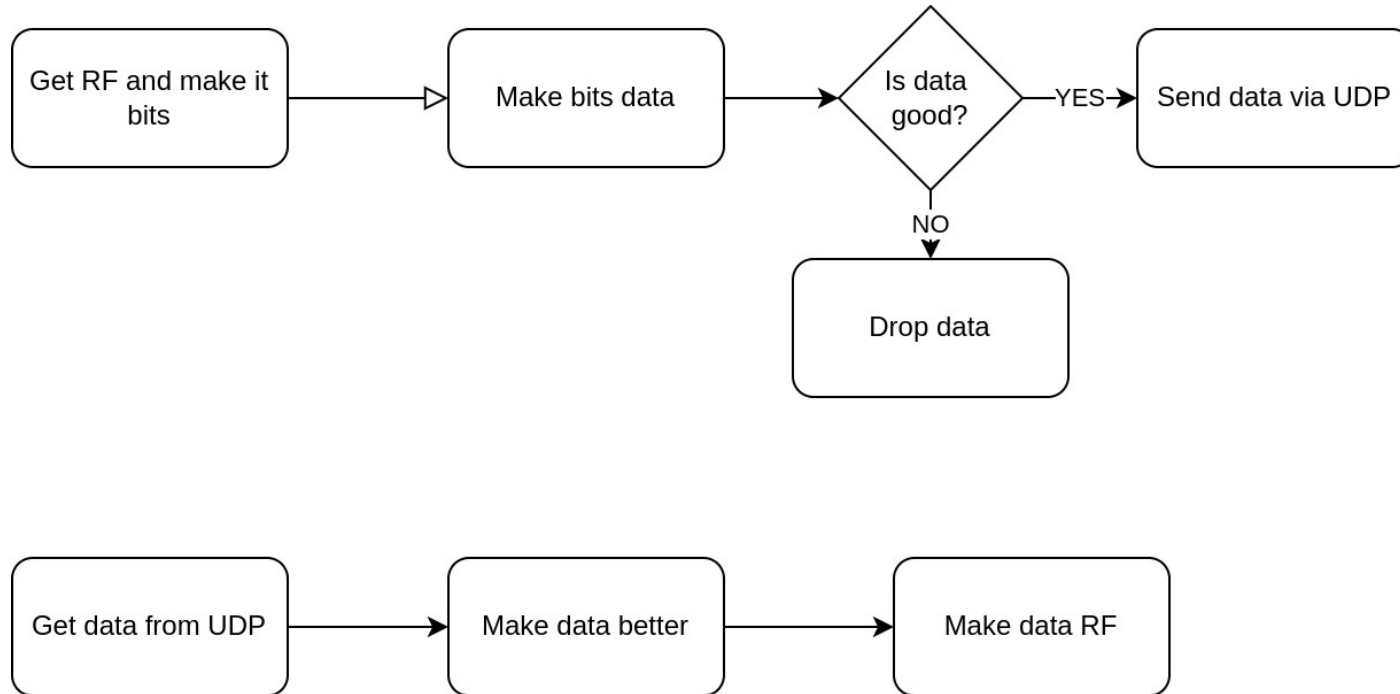 Get RF and make it
bits
Make bits data
Is data
good?
YES
Send data via UDP
NO
Drop data
Get data from UDP
Make data better
Make data RF